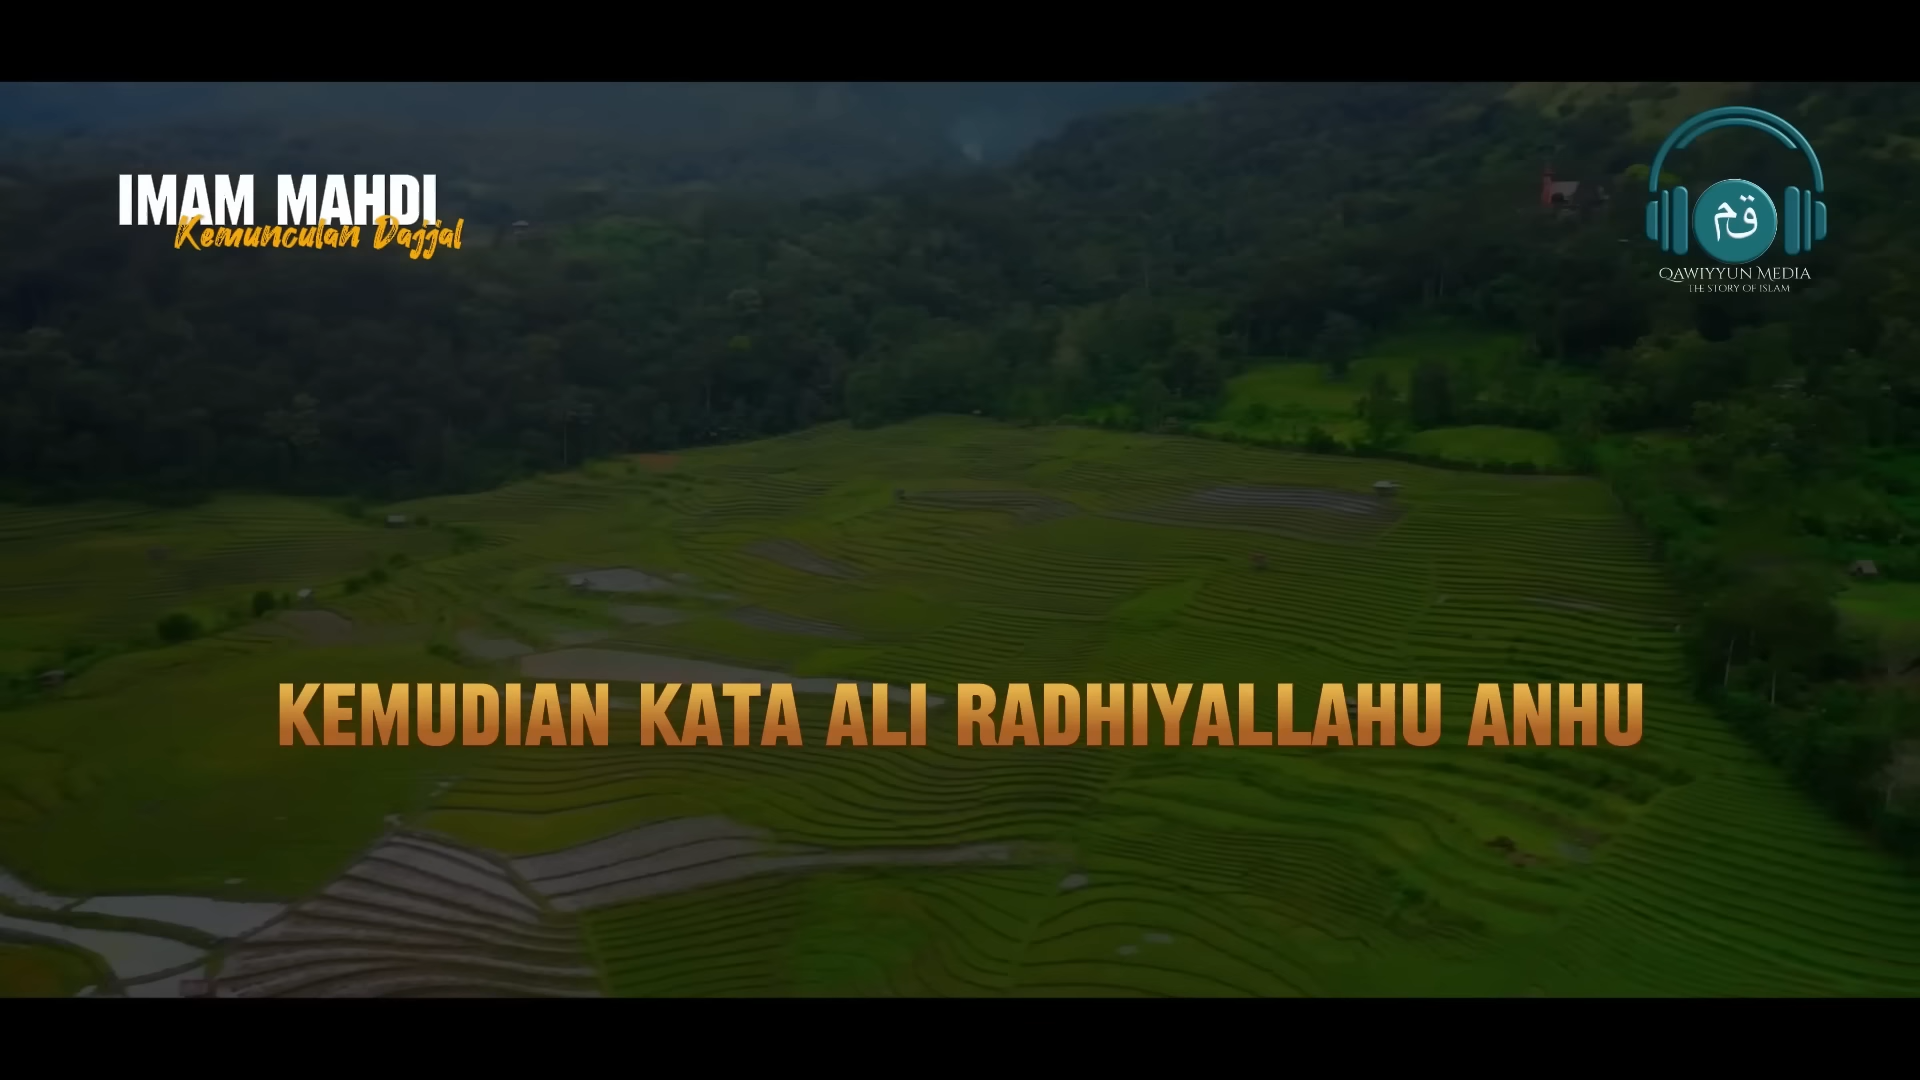 IMAM MAHDI
Kemunculan Dajjal
قم
QAWIYYUN MEDIA
THE STORY OF ISLAM
KEMUDIAN KATA ALI RADHIYALLAHU ANHU